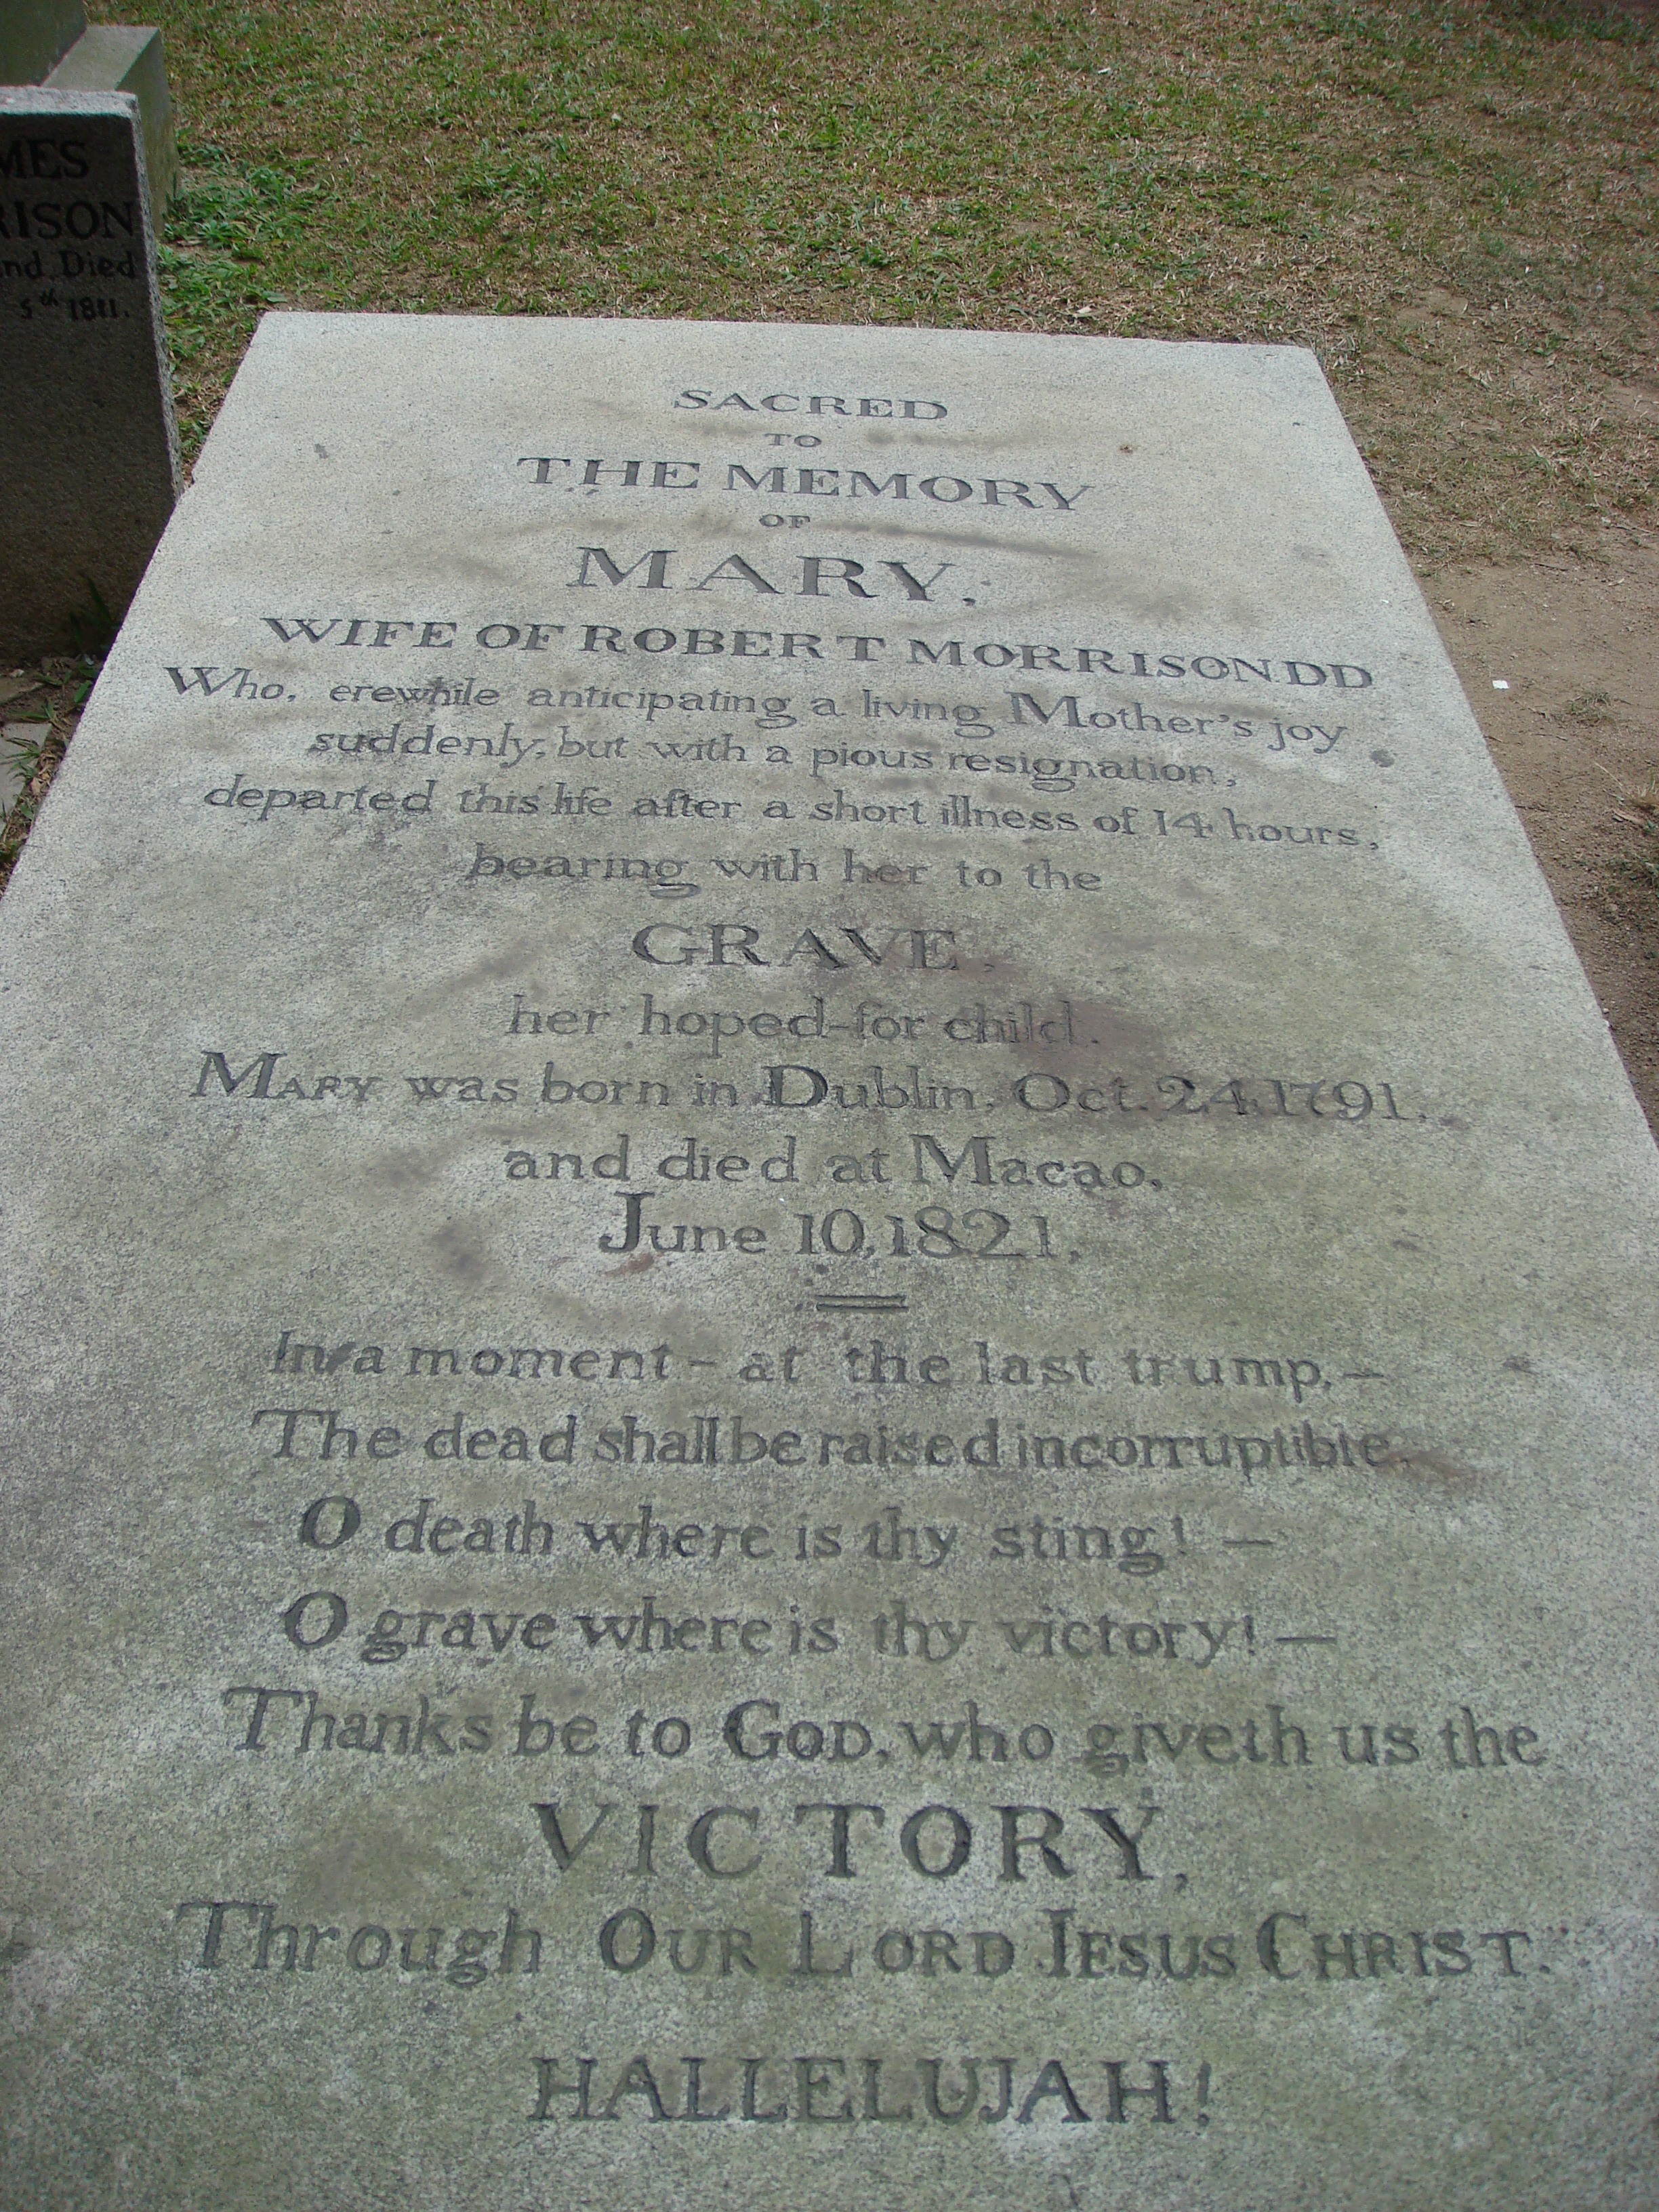 MES
RISON
nd, Died
5th 1811.
SACRED
TO
THE MEMORY
OF
MARY,
WIFE OF ROBERT MORRISON DD
Who, erewhile anticipating a living Mother's joy
suddenly, but with a pious resignation,
departed this life after a short illness of 14 hours,
bearing with her to the
GRAVE,
her hoped-for child.
MARY was born in Dublin, Oct. 24, 1791,
and died at Macao,
June 10, 1821,
In a moment - at the last trump, —
The dead shall be raised incorruptible.
O death where is thy sting! —
O grave where is thy victory! —
Thanks be to GOD, who giveth us the
VICTORY,
Through OUR LORD JESUS CHRIST.
HALLELUJAH!